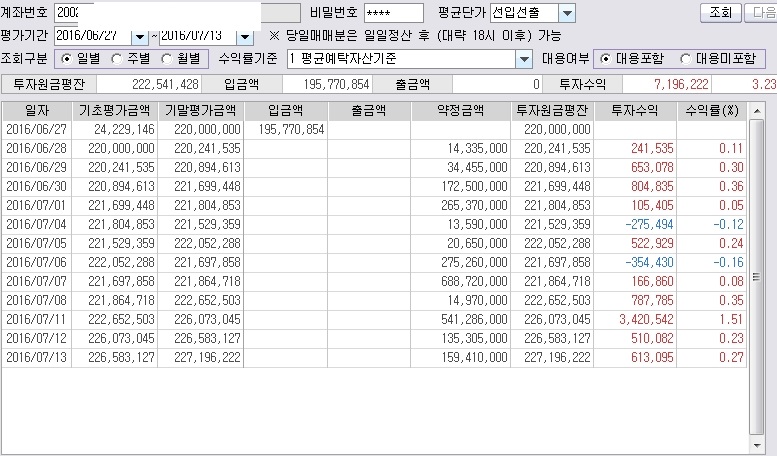 계좌번호 2002 비밀번호 **** 평균단가 선입선출 조회 다음
평가기간 2016/06/27 ~ 2016/07/13 ※ 당일매매분은 일일정산 후 (대략 18시 이후) 가능
조회구분 일별 주별 월별 수익률기준 1 평균예탁자산기준 대용여부 대용포함 대용미포함
투자원금평잔 222,541,428 입금액 195,770,854 출금액 0 투자수익 7,196,222 3.23
일자 기초평가금액 기말평가금액 입금액 출금액 약정금액 투자원금평잔 투자수익 수익률(%)
2016/06/27 24,229,146 220,000,000 195,770,854 220,000,000
2016/06/28 220,000,000 220,241,535 14,335,000 220,241,535 241,535 0.11
2016/06/29 220,241,535 220,894,613 34,455,000 220,894,613 653,078 0.30
2016/06/30 220,894,613 221,699,448 172,500,000 221,699,448 804,835 0.36
2016/07/01 221,699,448 221,804,853 265,370,000 221,804,853 105,405 0.05
2016/07/04 221,804,853 221,529,359 13,590,000 221,529,359 -275,494 -0.12
2016/07/05 221,529,359 222,052,288 20,650,000 222,052,288 522,929 0.24
2016/07/06 222,052,288 221,697,858 275,260,000 221,697,858 -354,430 -0.16
2016/07/07 221,697,858 221,864,718 688,720,000 221,864,718 166,860 0.08
2016/07/08 221,864,718 222,652,503 14,970,000 222,652,503 787,785 0.35
2016/07/11 222,652,503 226,073,045 541,286,000 226,073,045 3,420,542 1.51
2016/07/12 226,073,045 226,583,127 135,305,000 226,583,127 510,082 0.23
2016/07/13 226,583,127 227,196,222 159,410,000 227,196,222 613,095 0.27